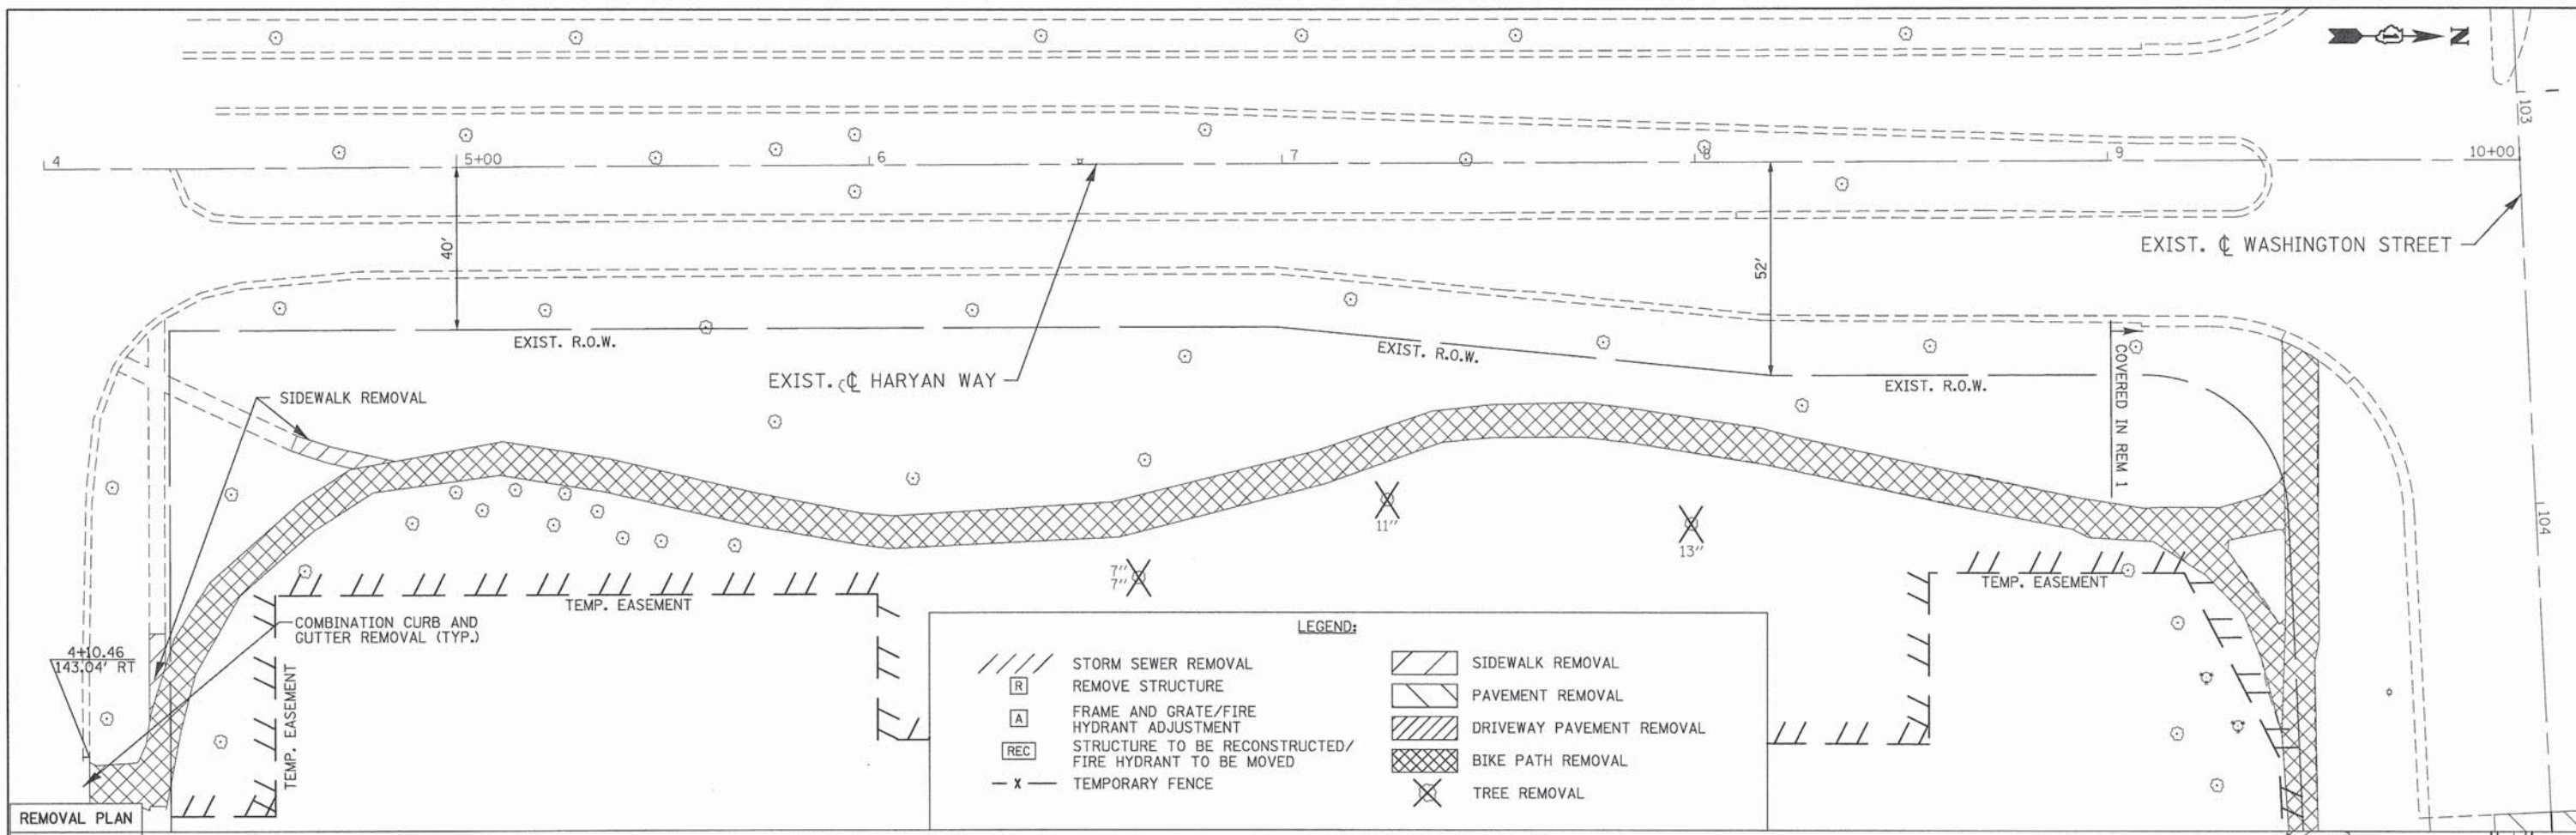 N
103
4
5+00
6
7
8
9
10+00
40'
52'
EXIST. ℄ WASHINGTON STREET
EXIST. R.O.W.
EXIST. R.O.W.
EXIST. R.O.W.
EXIST. ℄ HARYAN WAY
COVERED IN REM 1
SIDEWALK REMOVAL
104
11"
13"
7"
7"
TEMP. EASEMENT
TEMP. EASEMENT
COMBINATION CURB AND
GUTTER REMOVAL (TYP.)
4+10.46
143.04' RT
TEMP. EASEMENT
LEGEND:
STORM SEWER REMOVAL
R REMOVE STRUCTURE
A FRAME AND GRATE/FIRE
HYDRANT ADJUSTMENT
REC STRUCTURE TO BE RECONSTRUCTED/
FIRE HYDRANT TO BE MOVED
X TEMPORARY FENCE
SIDEWALK REMOVAL
PAVEMENT REMOVAL
DRIVEWAY PAVEMENT REMOVAL
BIKE PATH REMOVAL
TREE REMOVAL
REMOVAL PLAN